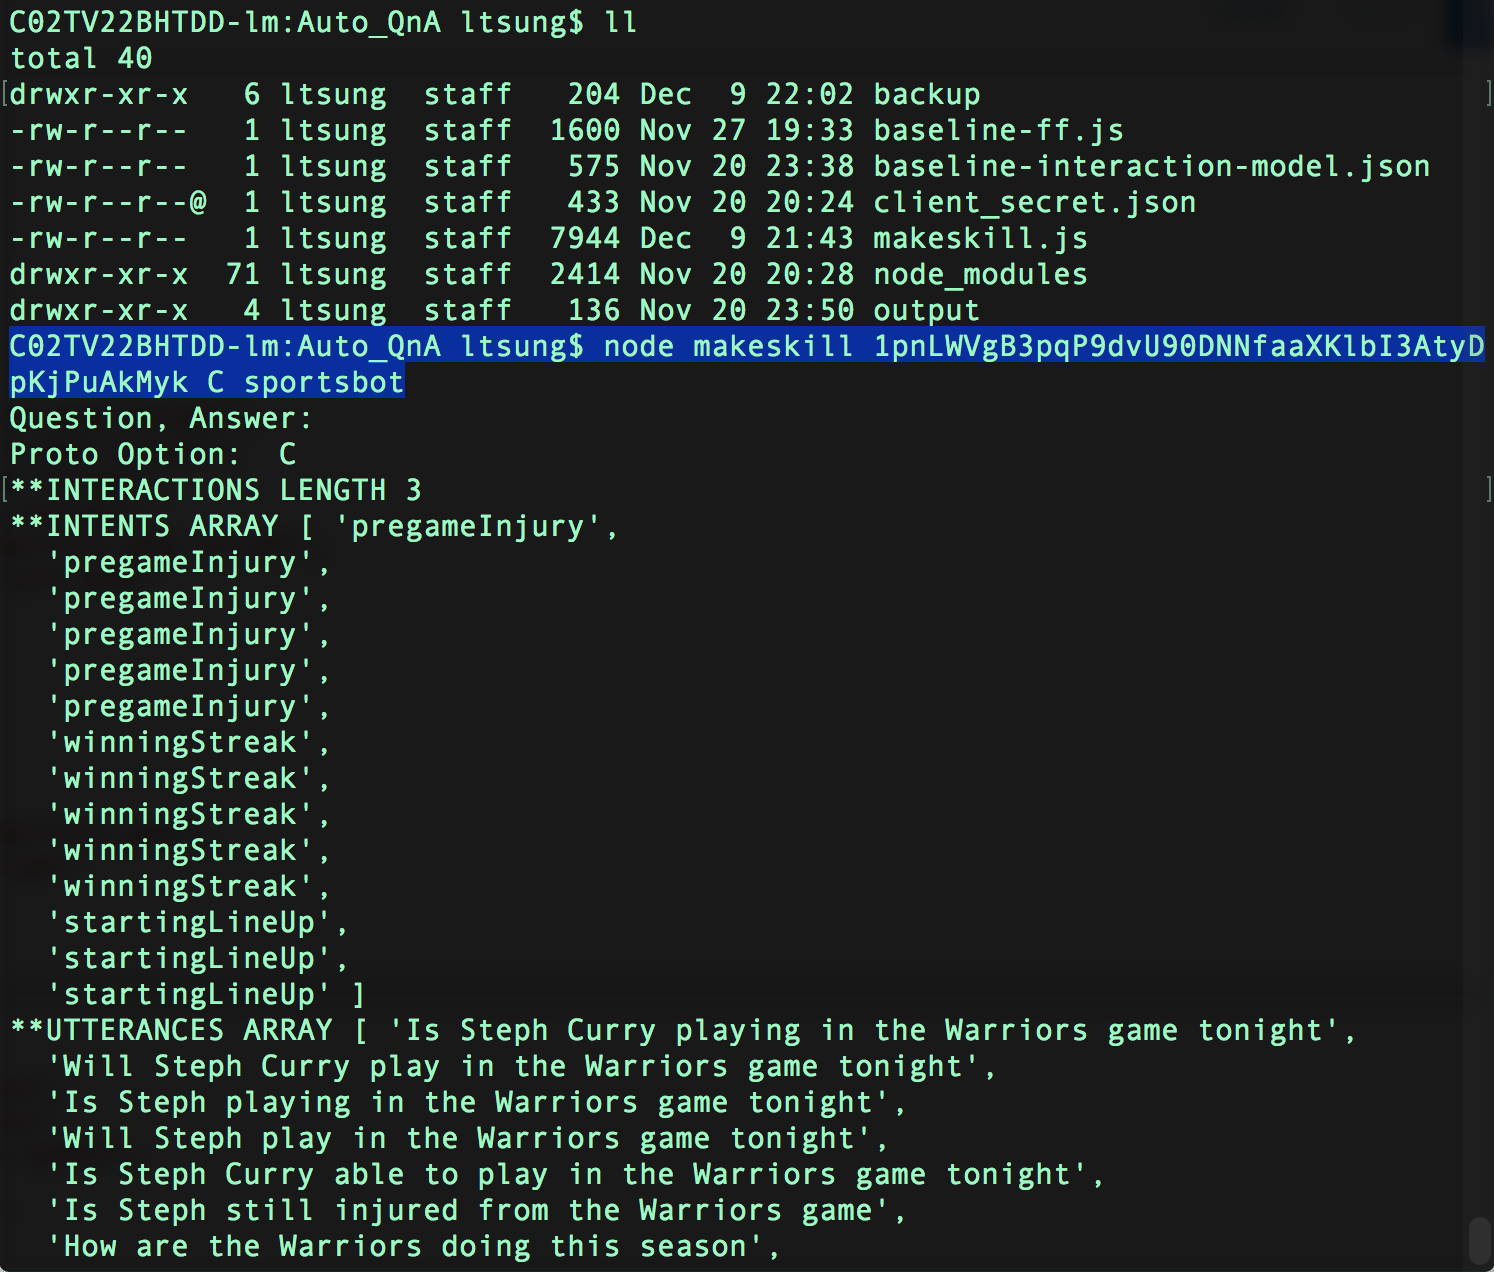 C02TV22BHTDD-lm:Auto_QnA ltsung$ ll
total 40
[drwxr-xr-x   6 ltsung  staff   204 Dec  9 22:02 backup ]
-rw-r--r--   1 ltsung  staff  1600 Nov 27 19:33 baseline-ff.js
-rw-r--r--   1 ltsung  staff   575 Nov 20 23:38 baseline-interaction-model.json
-rw-r--r--@  1 ltsung  staff   433 Nov 20 20:24 client_secret.json
-rw-r--r--   1 ltsung  staff  7944 Dec  9 21:43 makeskill.js
drwxr-xr-x  71 ltsung  staff  2414 Nov 20 20:28 node_modules
drwxr-xr-x   4 ltsung  staff   136 Nov 20 23:50 output
C02TV22BHTDD-lm:Auto_QnA ltsung$ node makeskill 1pnLWVgB3pqP9dvU90DNNfaaXKlbI3AtyD
pKjPuAkMyk C sportsbot
Question, Answer:
Proto Option:  C
[**INTERACTIONS LENGTH 3 ]
**INTENTS ARRAY [ 'pregameInjury',
  'pregameInjury',
  'pregameInjury',
  'pregameInjury',
  'pregameInjury',
  'pregameInjury',
  'winningStreak',
  'winningStreak',
  'winningStreak',
  'winningStreak',
  'winningStreak',
  'startingLineUp',
  'startingLineUp',
  'startingLineUp' ]
**UTTERANCES ARRAY [ 'Is Steph Curry playing in the Warriors game tonight',
  'Will Steph Curry play in the Warriors game tonight',
  'Is Steph playing in the Warriors game tonight',
  'Will Steph play in the Warriors game tonight',
  'Is Steph Curry able to play in the Warriors game tonight',
  'Is Steph still injured from the Warriors game',
  'How are the Warriors doing this season',